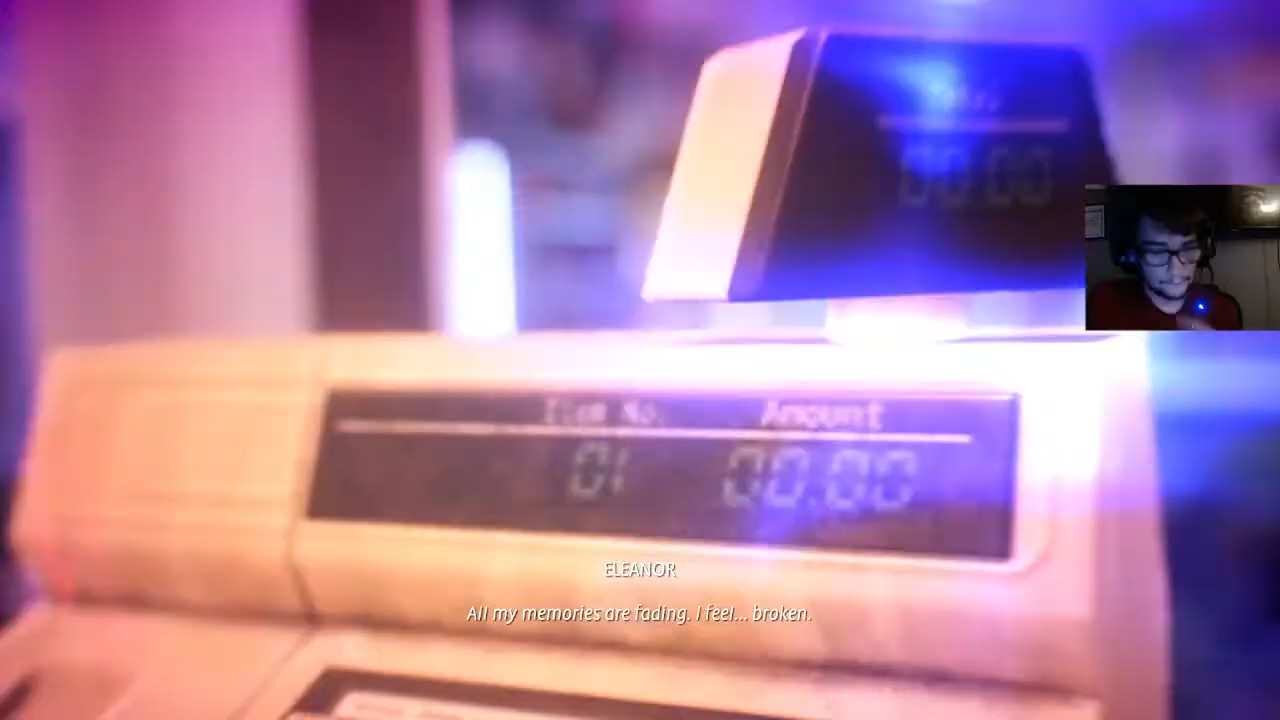 00.00
Item No. Amount
01 00.00
ELEANOR
All my memories are fading. I feel... broken.